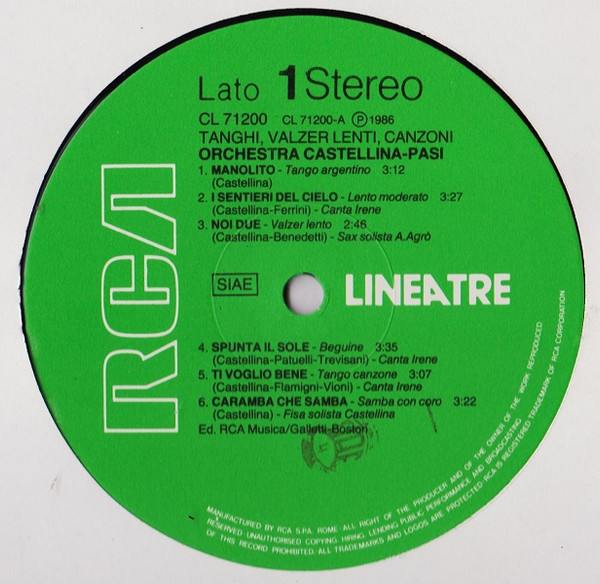 Lato 1 Stereo
CL 71200 CL 71200-A Ⓟ 1986
TANGHI, VALZER LENTI, CANZONI
ORCHESTRA CASTELLINA-PASI
1. MANOLITO - Tango argentino 3:12
(Castellina)
2. I SENTIERI DEL CIELO - Lento moderato 3:27
(Castellina-Ferrini) - Canta Irene
3. NOI DUE - Valzer lento 2:46
(Castellina-Benedetti) - Sax solista A.Agrò
RCA
SIAE
LINEATRE
4. SPUNTA IL SOLE - Beguine 3:35
(Castellina-Patuelli-Trevisani) - Canta Irene
5. TI VOGLIO BENE - Tango canzone 3:07
(Castellina-Flamigni-Vioni) - Canta Irene
6. CARAMBA CHE SAMBA - Samba con coro 3:22
(Castellina) - Fisa solista Castellina
Ed. RCA Musica/Galletti-Boston
MANUFACTURED BY RCA S.P.A. ROME-ALL RIGHT OF THE PRODUCER AND OF THE OWNER OF THE WORK REPRODUCED
RESERVED UNAUTHORISED COPYING, HIRING, LENDING PUBLIC PERFORMANCE AND BROADCASTING
OF THIS RECORD PROHIBITED. ALL TRADEMARKS AND LOGOS ARE PROTECTED-RCA IS REGISTERED TRADEMARK OF RCA CORPORATION